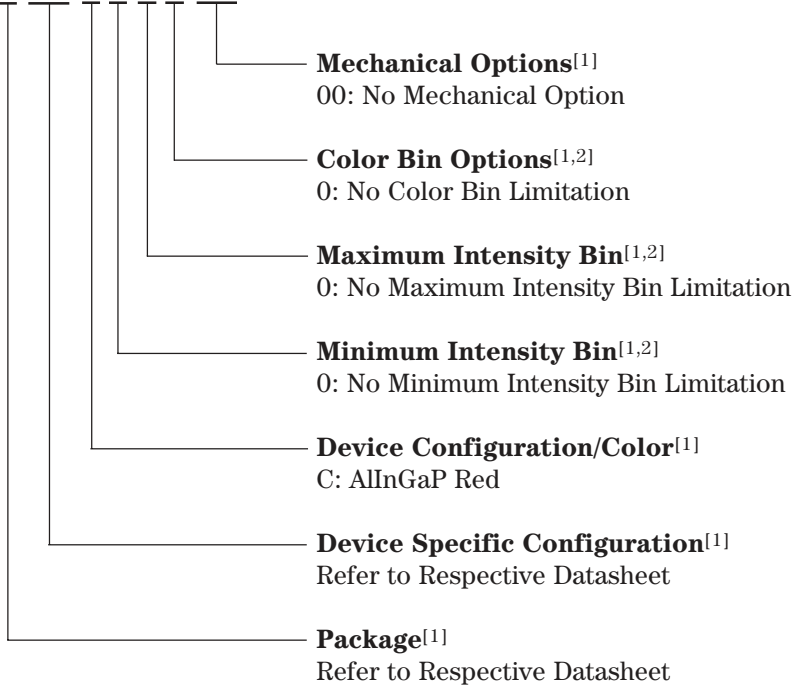 Mechanical Options[1]
00: No Mechanical Option
Color Bin Options[1,2]
0: No Color Bin Limitation
Maximum Intensity Bin[1,2]
0: No Maximum Intensity Bin Limitation
Minimum Intensity Bin[1,2]
0: No Minimum Intensity Bin Limitation
Device Configuration/Color[1]
C: AlInGaP Red
Device Specific Configuration[1]
Refer to Respective Datasheet
Package[1]
Refer to Respective Datasheet